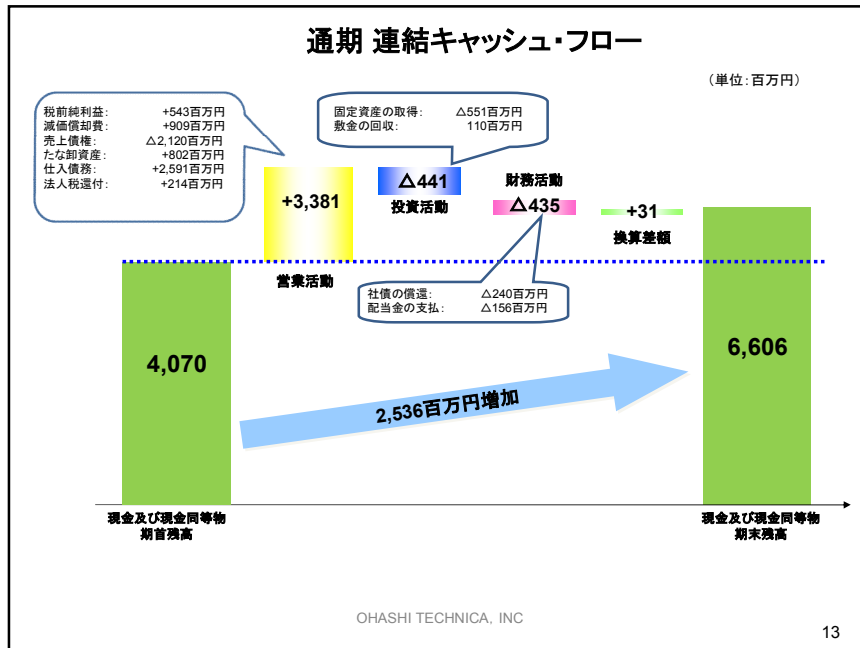 通期 連結キャッシュ・フロー
（単位：百万円）
税前純利益： +543百万円
減価償却費： +909百万円
売上債権： △2,120百万円
たな卸資産： +802百万円
仕入債務： +2,591百万円
法人税還付： +214百万円
固定資産の取得： △551百万円
敷金の回収： 110百万円
+3,381
営業活動
△441
投資活動
財務活動
△435
+31
換算差額
社債の償還： △240百万円
配当金の支払： △156百万円
4,070
6,606
2,536百万円増加
現金及び現金同等物
期首残高
現金及び現金同等物
期末残高
OHASHI TECHNICA, INC
13